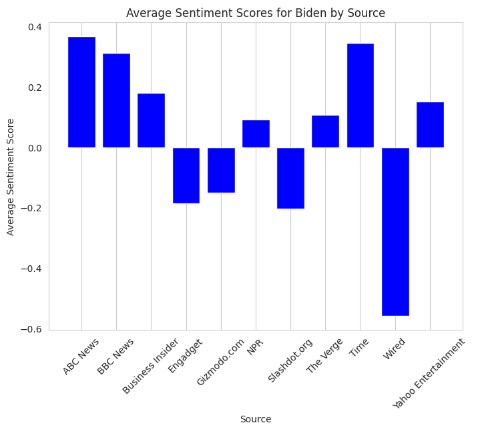 Average Sentiment Scores for Biden by Source
Average Sentiment Score
0.4
0.2
0.0
−0.2
−0.4
−0.6
ABC News
BBC News
Business Insider
Engadget
Gizmodo.com
NPR
Slashdot.org
The Verge
Time
Wired
Yahoo Entertainment
Source